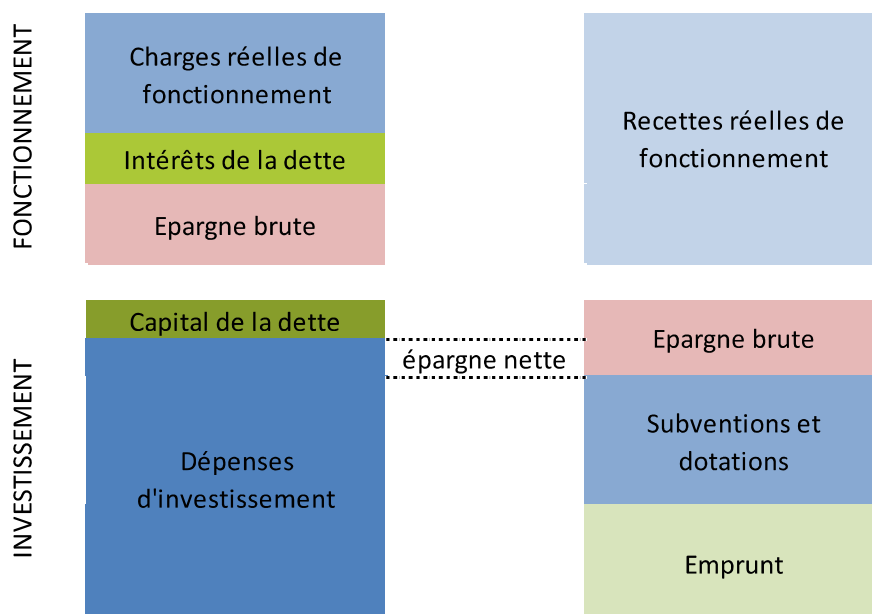 FONCTIONNEMENT
Charges réelles de
fonctionnement
Intérêts de la dette
Epargne brute
Recettes réelles de
fonctionnement
INVESTISSEMENT
Capital de la dette
Dépenses
d'investissement
épargne nette
Epargne brute
Subventions et
dotations
Emprunt